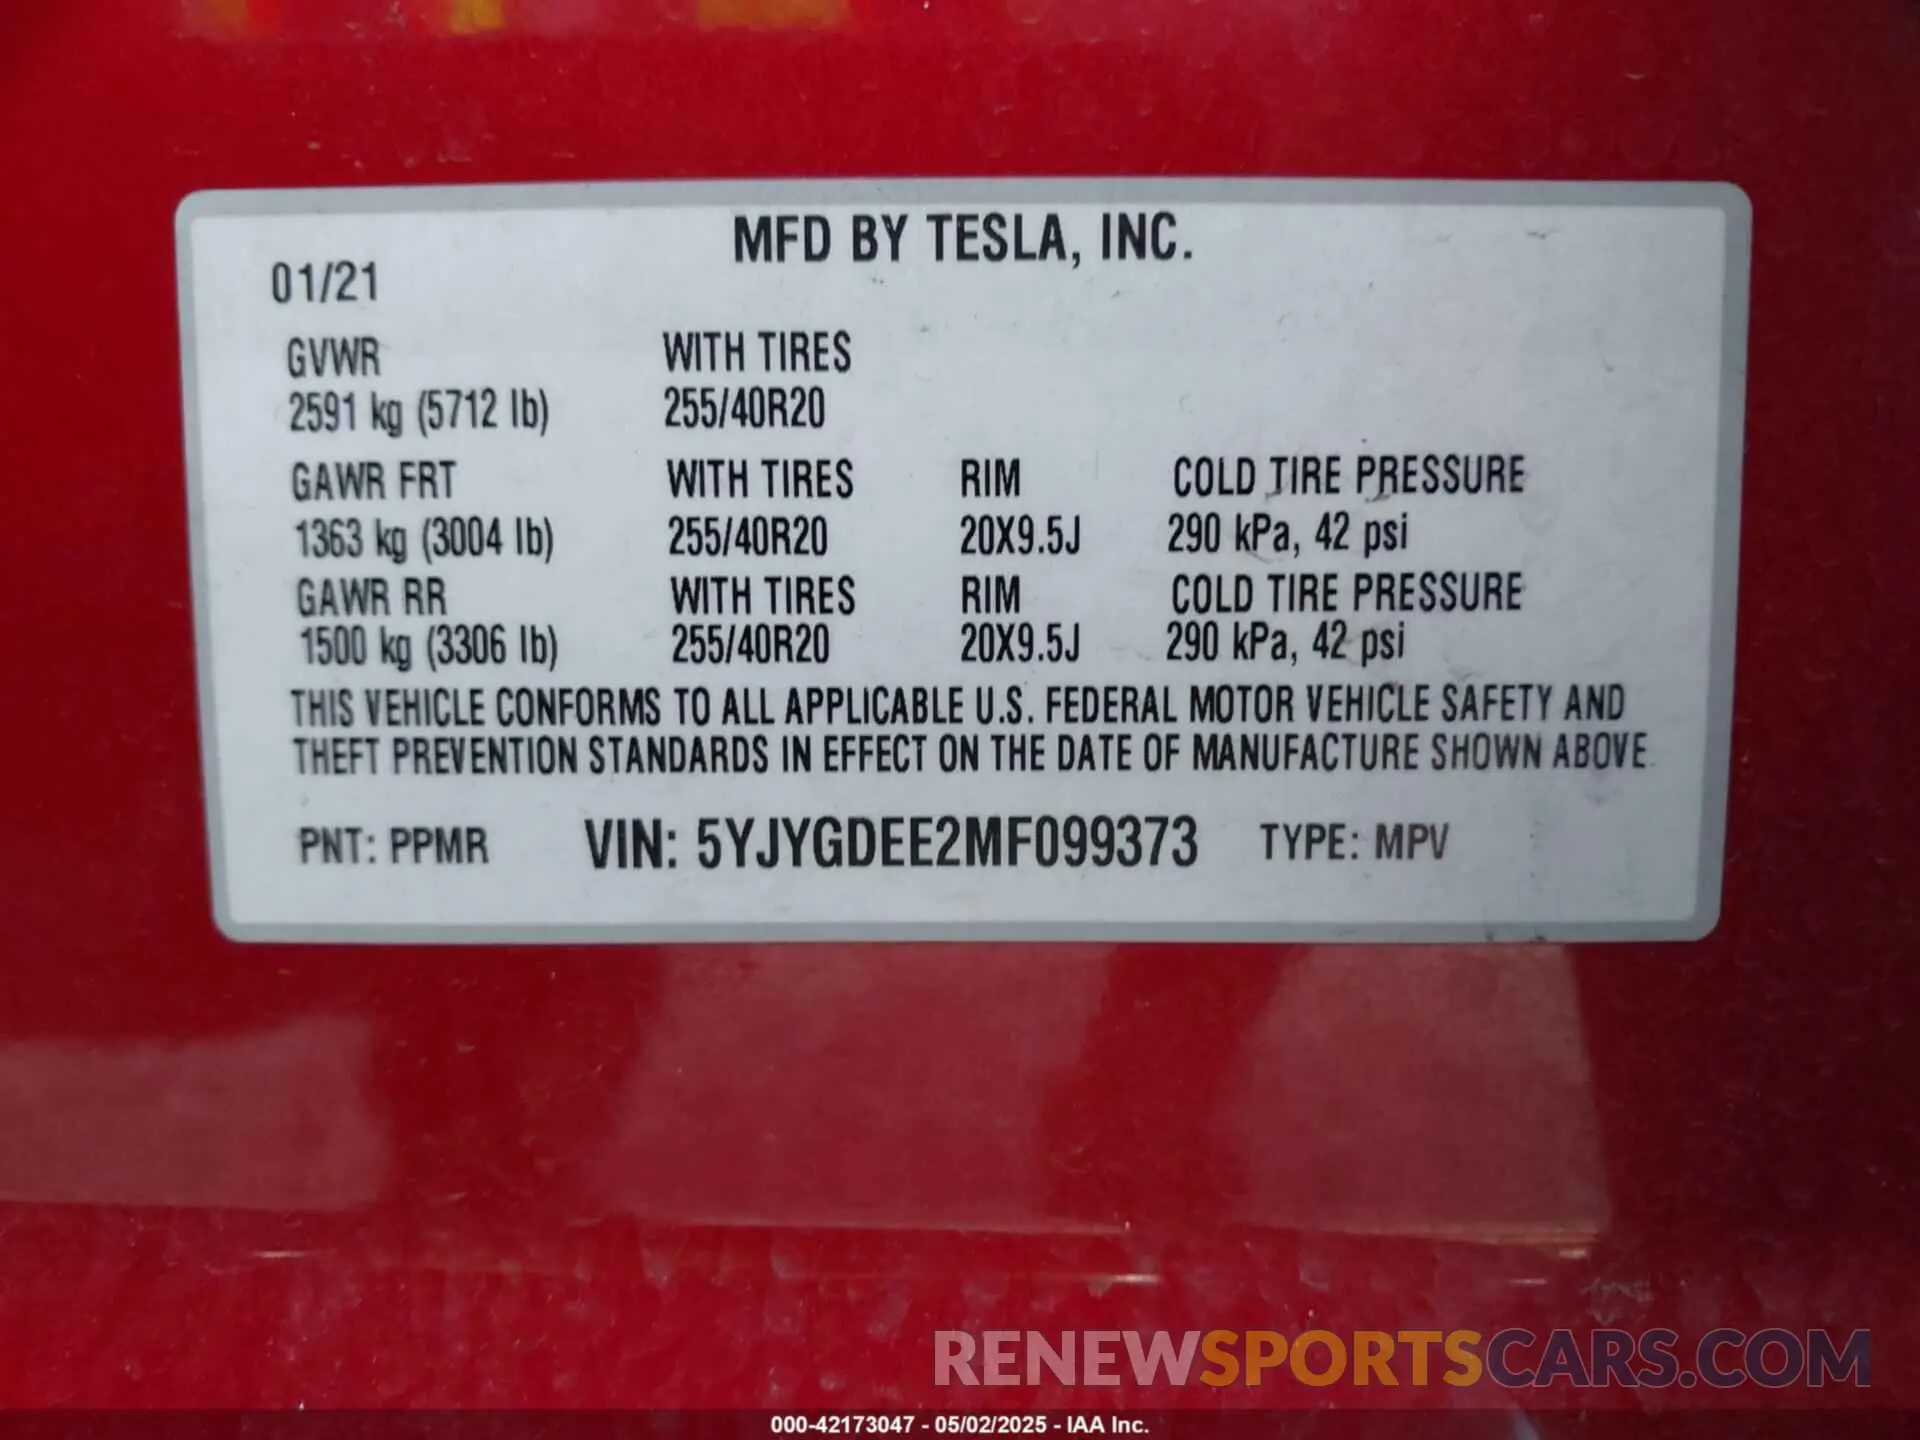 MFD BY TESLA, INC.
01/21
GVWR WITH TIRES
2591 kg (5712 lb) 255/40R20
GAWR FRT WITH TIRES RIM COLD TIRE PRESSURE
1363 kg (3004 lb) 255/40R20 20X9.5J 290 kPa, 42 psi
GAWR RR WITH TIRES RIM COLD TIRE PRESSURE
1500 kg (3306 lb) 255/40R20 20X9.5J 290 kPa, 42 psi
THIS VEHICLE CONFORMS TO ALL APPLICABLE U.S. FEDERAL MOTOR VEHICLE SAFETY AND
THEFT PREVENTION STANDARDS IN EFFECT ON THE DATE OF MANUFACTURE SHOWN ABOVE.
PNT: PPMR VIN: 5YJYGDEE2MF099373 TYPE: MPV
RENEWSPORTSCARS.COM
000-42173047 - 05/02/2025 - IAA Inc.